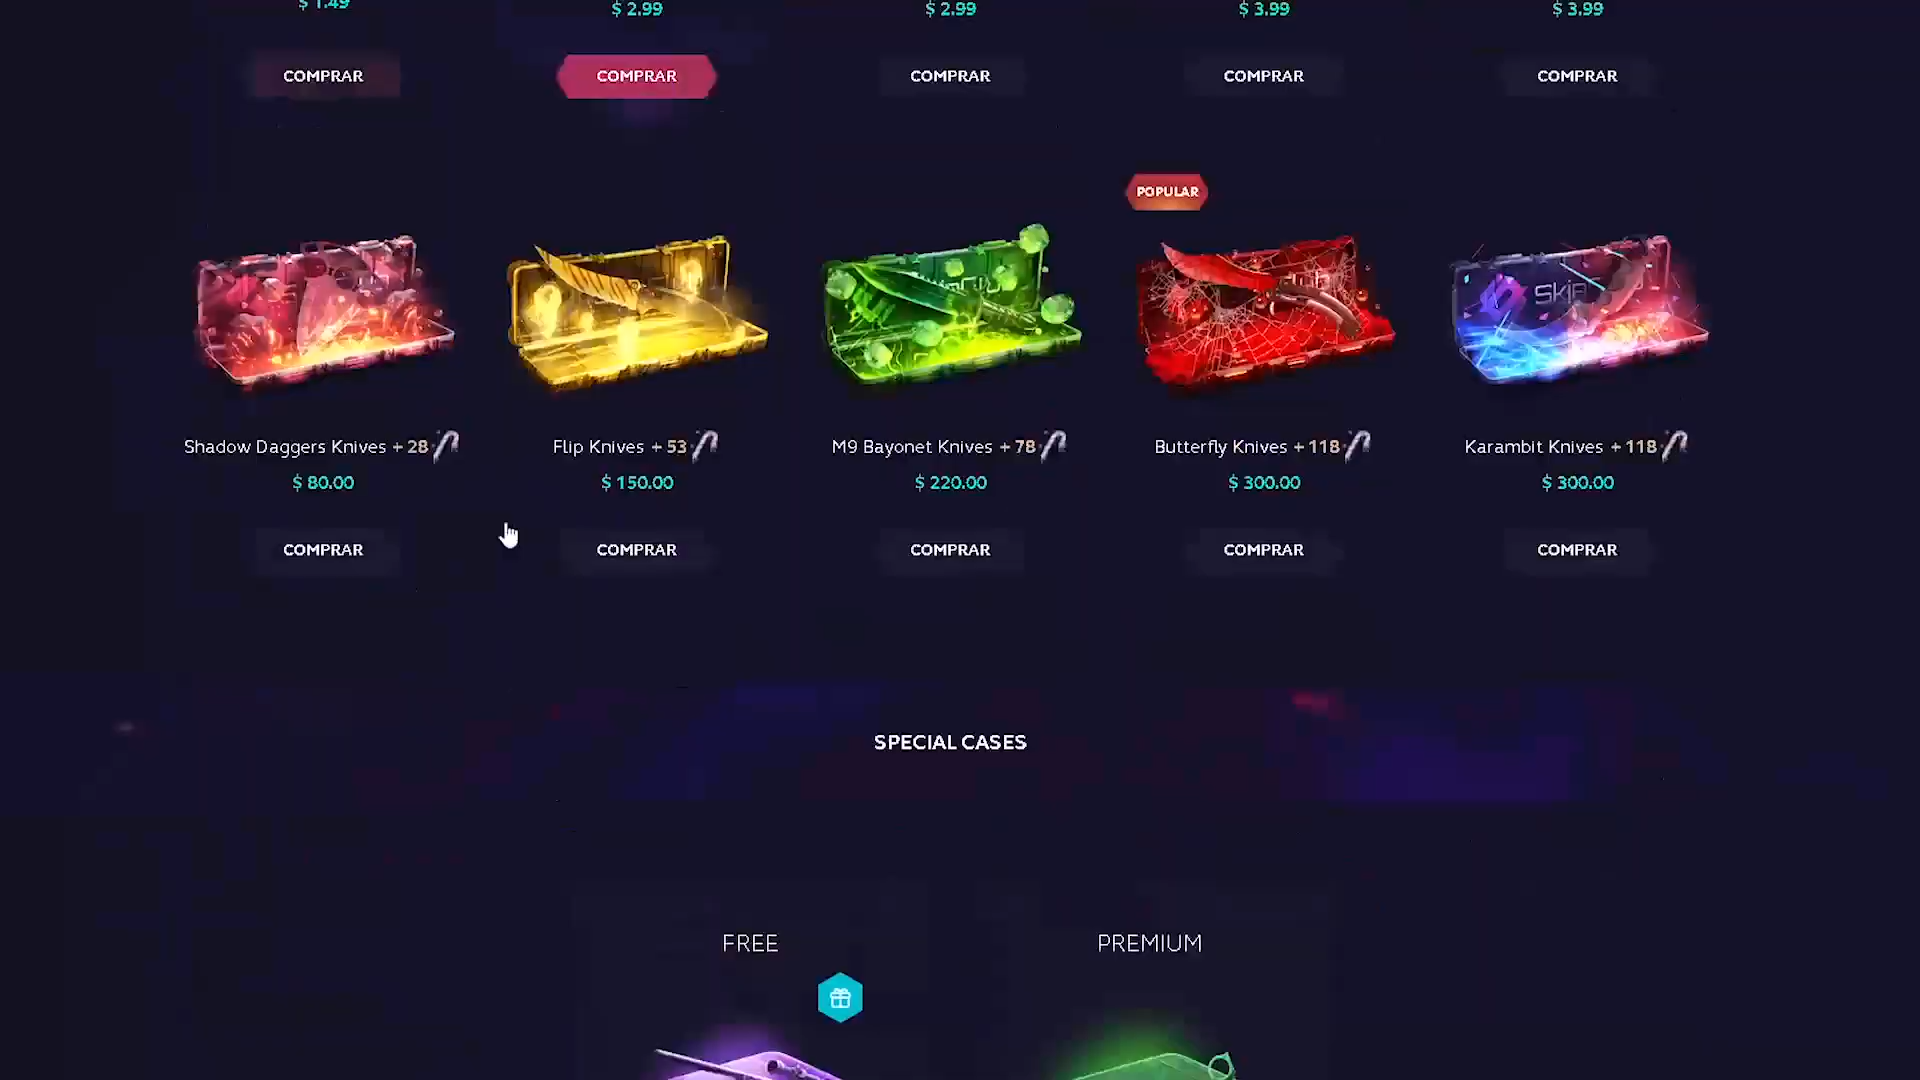 $ 1.49 $ 2.99 $ 2.99 $ 3.99 $ 3.99
COMPRAR COMPRAR COMPRAR COMPRAR COMPRAR
POPULAR
Shadow Daggers Knives + 28 Flip Knives + 53 M9 Bayonet Knives + 78 Butterfly Knives + 118 Karambit Knives + 118
$ 80.00 $ 150.00 $ 220.00 $ 300.00 $ 300.00
COMPRAR COMPRAR COMPRAR COMPRAR COMPRAR
SPECIAL CASES
FREE PREMIUM